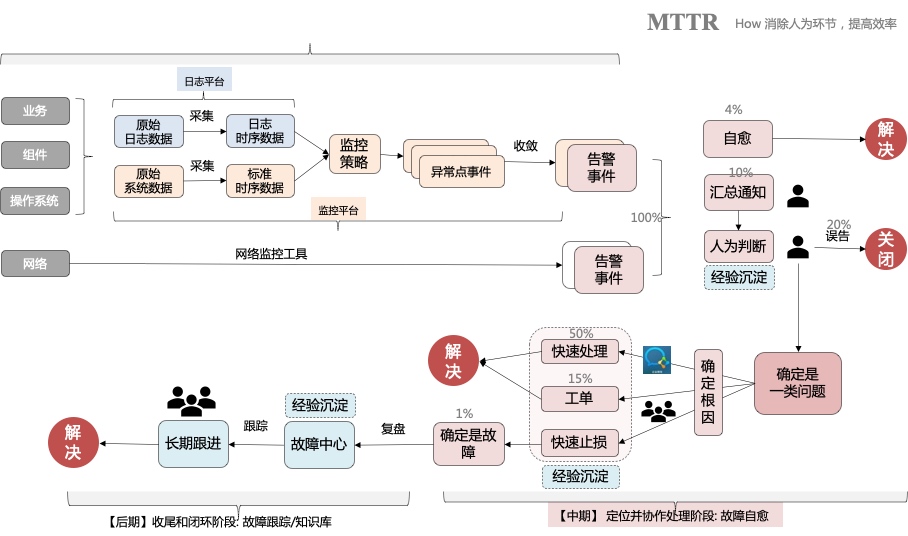 MTTR
How 消除人为环节，提高效率
日志平台
业务
组件
操作系统
网络
原始
日志数据
采集
日志
时序数据
原始
系统数据
采集
标准
时序数据
监控
策略
异常点事件
收敛
告警
事件
监控平台
网络监控工具
告警
事件
100%
4%
自愈
解
决
10%
汇总通知
人为判断
经验沉淀
20%
误告
关
闭
确定是
一类问题
确
定
根
因
50%
快速处理
15%
工单
快速止损
经验沉淀
解
决
1%
确定是故
障
复盘
经验沉淀
故障中心
跟踪
长期跟进
解
决
【后期】收尾和闭环阶段: 故障跟踪/知识库
【中期】 定位并协作处理阶段: 故障自愈